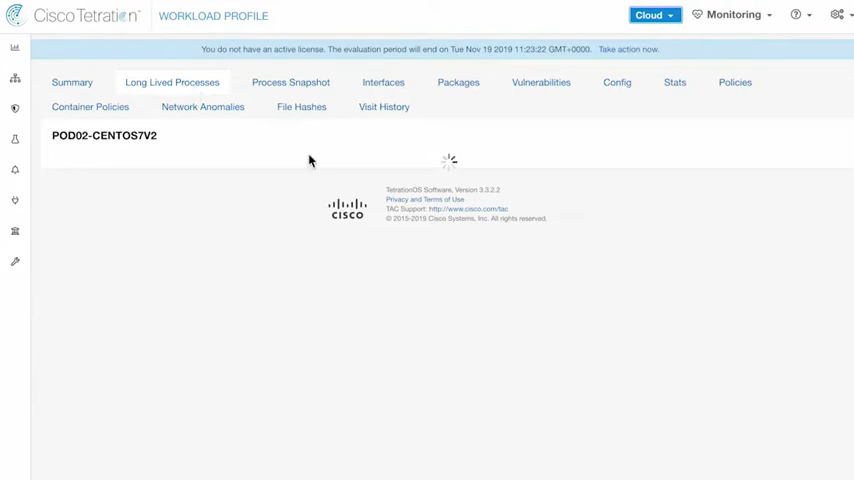 Cisco Tetration™ WORKLOAD PROFILE Cloud Monitoring
You do not have an active license. The evaluation period will end on Tue Nov 19 2019 11:23:22 GMT+0000. Take action now.
Summary Long Lived Processes Process Snapshot Interfaces Packages Vulnerabilities Config Stats Policies
Container Policies Network Anomalies File Hashes Visit History
POD02-CENTOS7V2
TetrationOS Software, Version 3.3.2.2
Privacy and Terms of Use
TAC Support: http://www.cisco.com/tac
© 2015-2019 Cisco Systems, Inc. All rights reserved.
CISCO